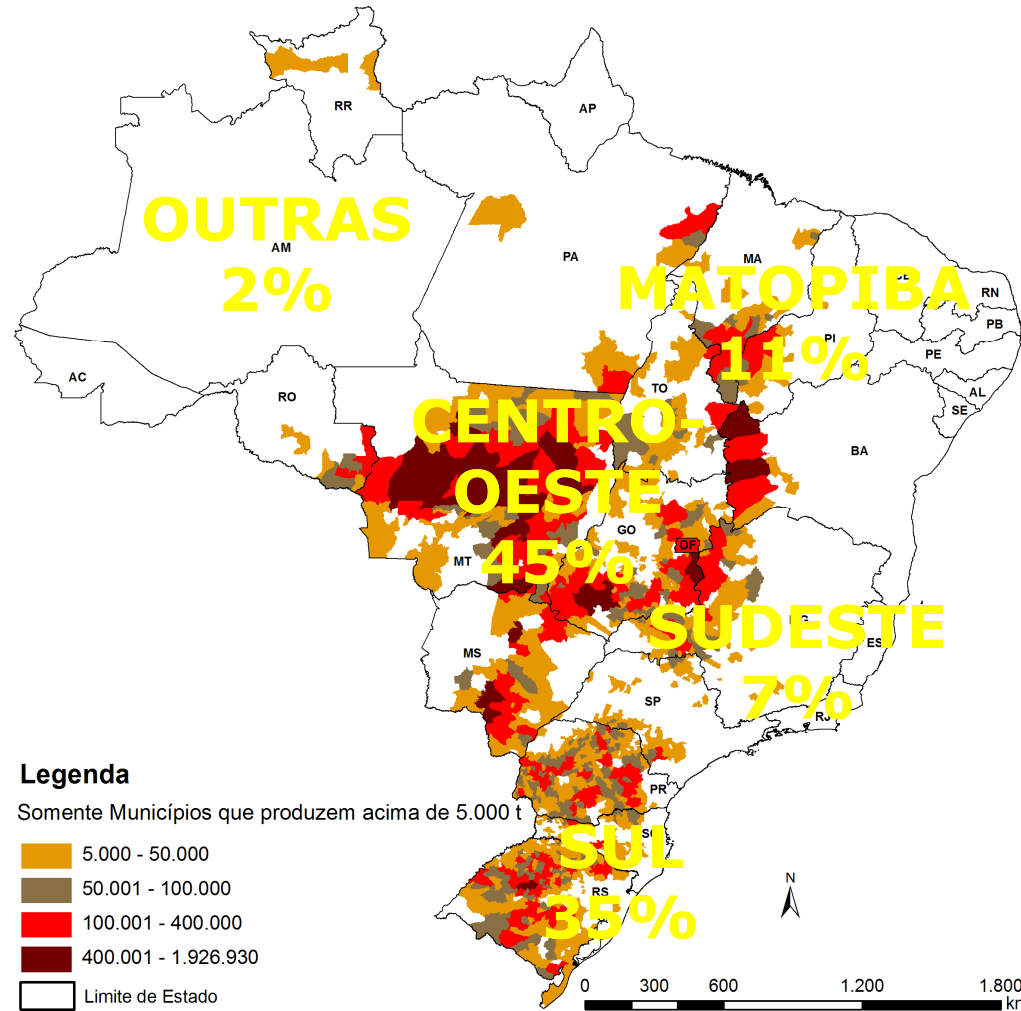 RR
AP
OUTRAS
2%
AM
PA
MA
MATOPIBA
11%
RN
PB
PI
PE
AC
RO
TO
AL
SE
BA
CENTRO-
OESTE
45%
GO
DF
MT
SUDESTE
7%
ES
MS
SP
RJ
PR
SUL
35%
SC
RS
Legenda
Somente Municípios que produzem acima de 5.000 t
5.000 - 50.000
50.001 - 100.000
100.001 - 400.000
400.001 - 1.926.930
Limite de Estado
N
0 300 600 1.200 1.800
km